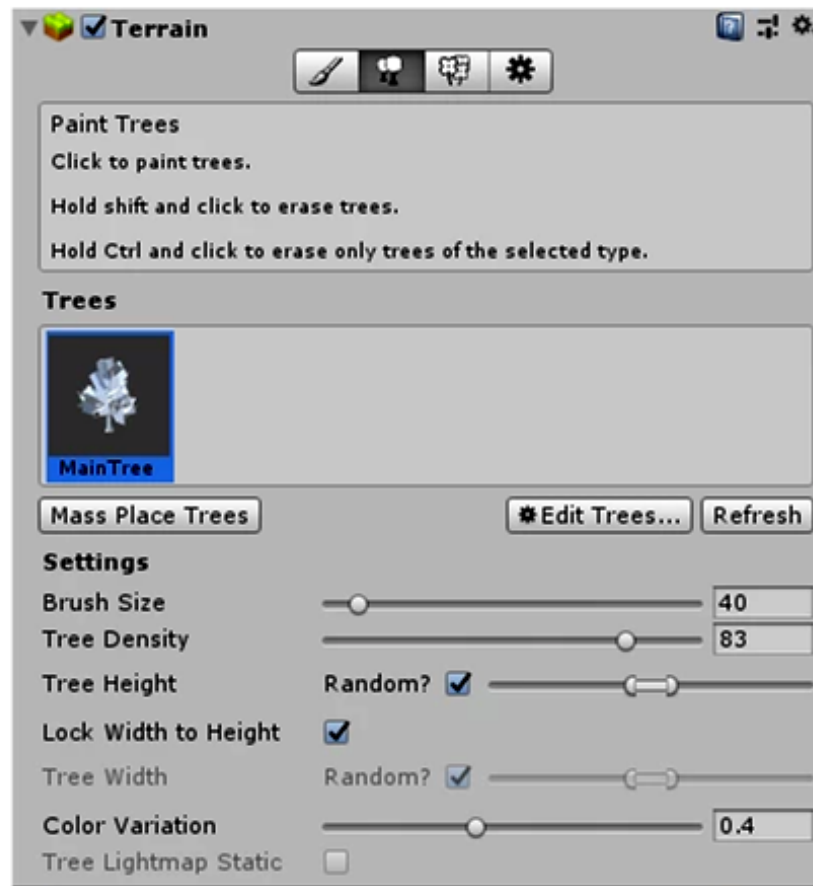 Terrain
Paint Trees
Click to paint trees.
Hold shift and click to erase trees.
Hold Ctrl and click to erase only trees of the selected type.
Trees
MainTree
Mass Place Trees Edit Trees... Refresh
Settings
Brush Size 40
Tree Density 83
Tree Height Random?
Lock Width to Height
Tree Width Random?
Color Variation 0.4
Tree Lightmap Static